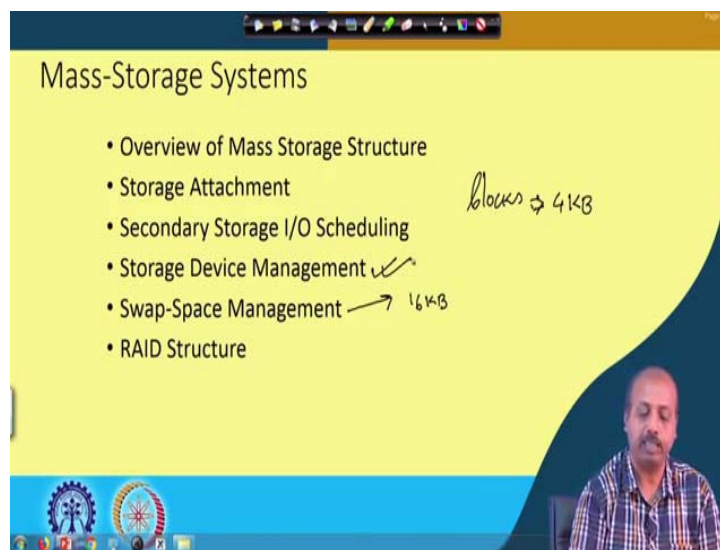 Mass-Storage Systems
• Overview of Mass Storage Structure
• Storage Attachment
• Secondary Storage I/O Scheduling
• Storage Device Management
• Swap-Space Management → 16KB
• RAID Structure
blocks ⇒ 4KB